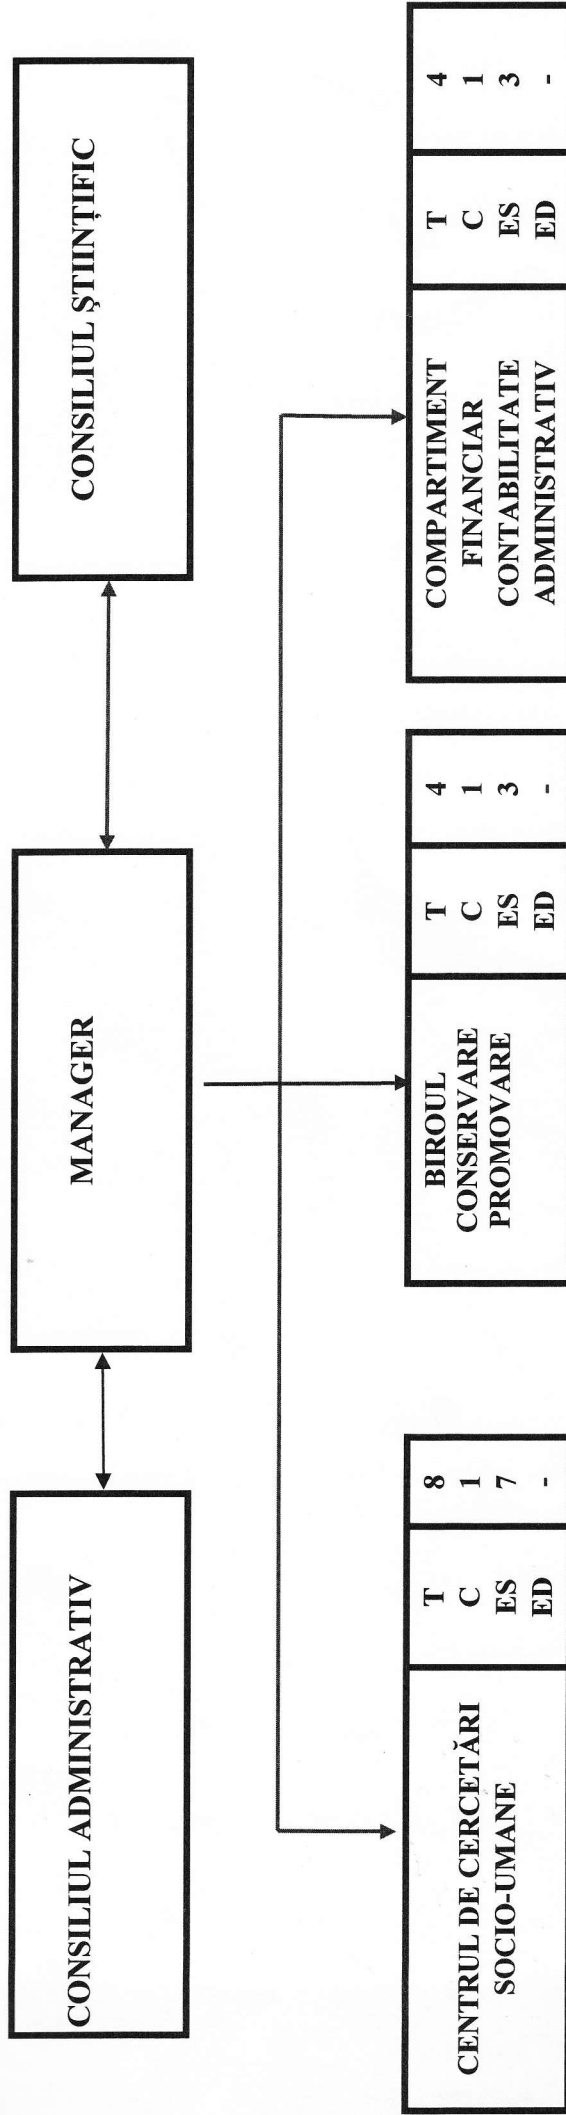 CONSILIUL ADMINISTRATIV
MANAGER
CONSILIUL ŞTIINŢIFIC
CENTRUL DE CERCETĂRI
SOCIO-UMANE
T 8
C 1
ES 7
ED -
BIROUL
CONSERVARE
PROMOVARE
T 4
C 1
ES 3
ED -
COMPARTIMENT
FINANCIAR
CONTABILITATE
ADMINISTRATIV
T 4
C 1
ES 3
ED -